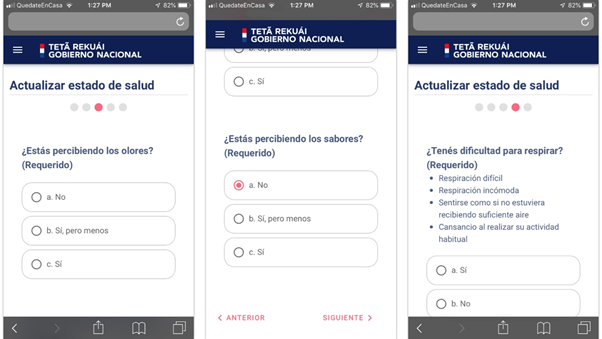 QuedateEnCasa 1:27 PM 82%
TETÃ REKUÁI
GOBIERNO NACIONAL
Actualizar estado de salud
¿Estás percibiendo los olores?
(Requerido)
a. No
b. Sí, pero menos
c. Sí
QuedateEnCasa 1:27 PM 82%
TETÃ REKUÁI
GOBIERNO NACIONAL
b. Sí, pero menos
c. Sí
¿Estás percibiendo los sabores?
(Requerido)
a. No
b. Sí, pero menos
c. Sí
ANTERIOR SIGUIENTE
QuedateEnCasa 1:27 PM 82%
TETÃ REKUÁI
GOBIERNO NACIONAL
Actualizar estado de salud
¿Tenés dificultad para respirar?
(Requerido)
Respiración difícil
Respiración incómoda
Sentirse como si no estuviera
recibiendo suficiente aire
Cansancio al realizar su actividad
habitual
a. Sí
b. No